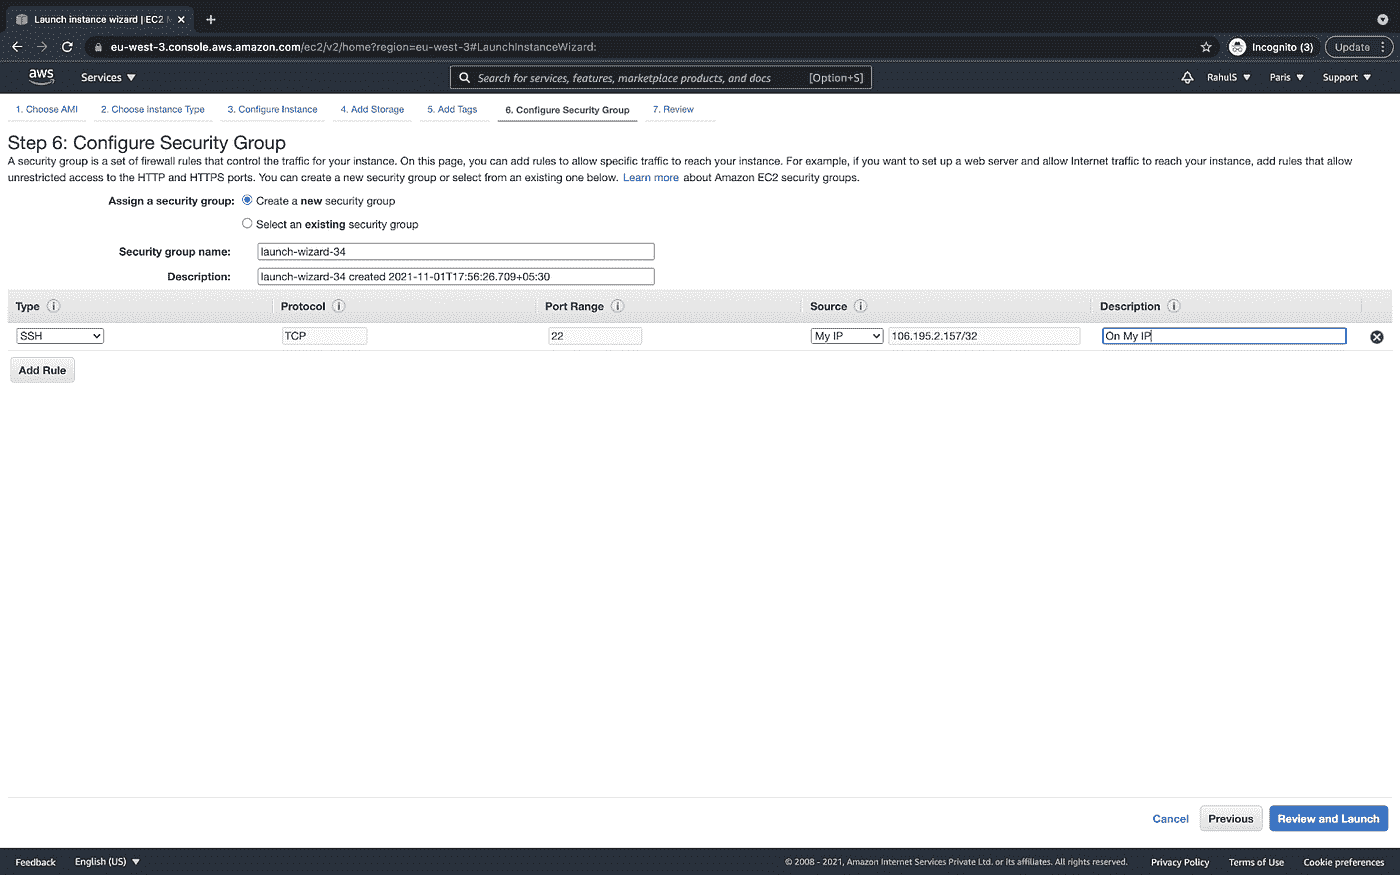 Launch instance wizard | EC2 M
eu-west-3.console.aws.amazon.com/ec2/v2/home?region=eu-west-3#LaunchInstanceWizard:
Incognito (3)
Update
aws
Services
Search for services, features, marketplace products, and docs
[Option+S]
RahulS
Paris
Support
1. Choose AMI
2. Choose Instance Type
3. Configure Instance
4. Add Storage
5. Add Tags
6. Configure Security Group
7. Review
Step 6: Configure Security Group
A security group is a set of firewall rules that control the traffic for your instance. On this page, you can add rules to allow specific traffic to reach your instance. For example, if you want to set up a web server and allow Internet traffic to reach your instance, add rules that allow
unrestricted access to the HTTP and HTTPS ports. You can create a new security group or select from an existing one below. Learn more about Amazon EC2 security groups.
Assign a security group: Create a new security group
Select an existing security group
Security group name: launch-wizard-34
Description: launch-wizard-34 created 2021-11-01T17:56:26.709+05:30
Type i Protocol i Port Range i Source i Description i
SSH TCP 22 My IP 106.195.2.157/32 On My IP
Add Rule
Cancel Previous Review and Launch
Feedback English (US) © 2008 - 2021, Amazon Internet Services Private Ltd. or its affiliates. All rights reserved. Privacy Policy Terms of Use Cookie preferences